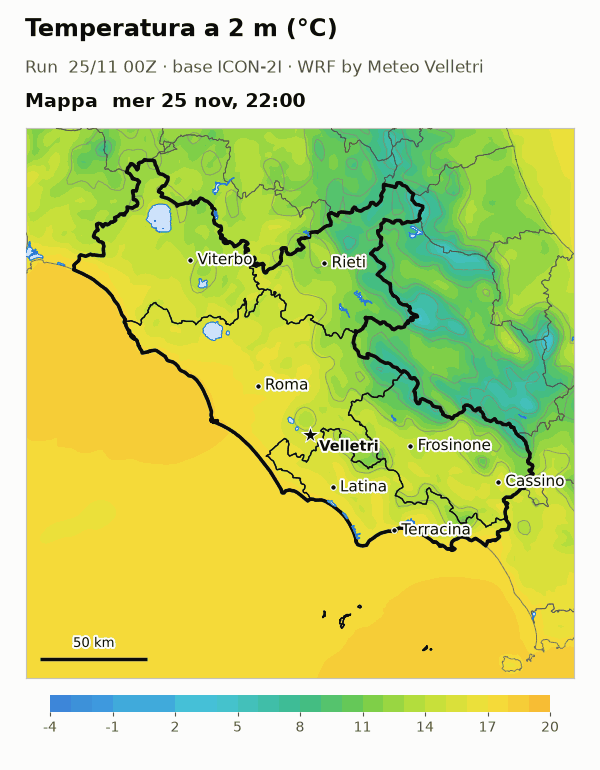 Temperatura a 2 m (°C)
Run  25/11 00Z · base ICON-2I · WRF by Meteo Velletri
Mappa  mer 25 nov, 22:00
Viterbo
Rieti
Roma
Velletri
Frosinone
Latina
Cassino
Terracina
50 km
-4 -1 2 5 8 11 14 17 20